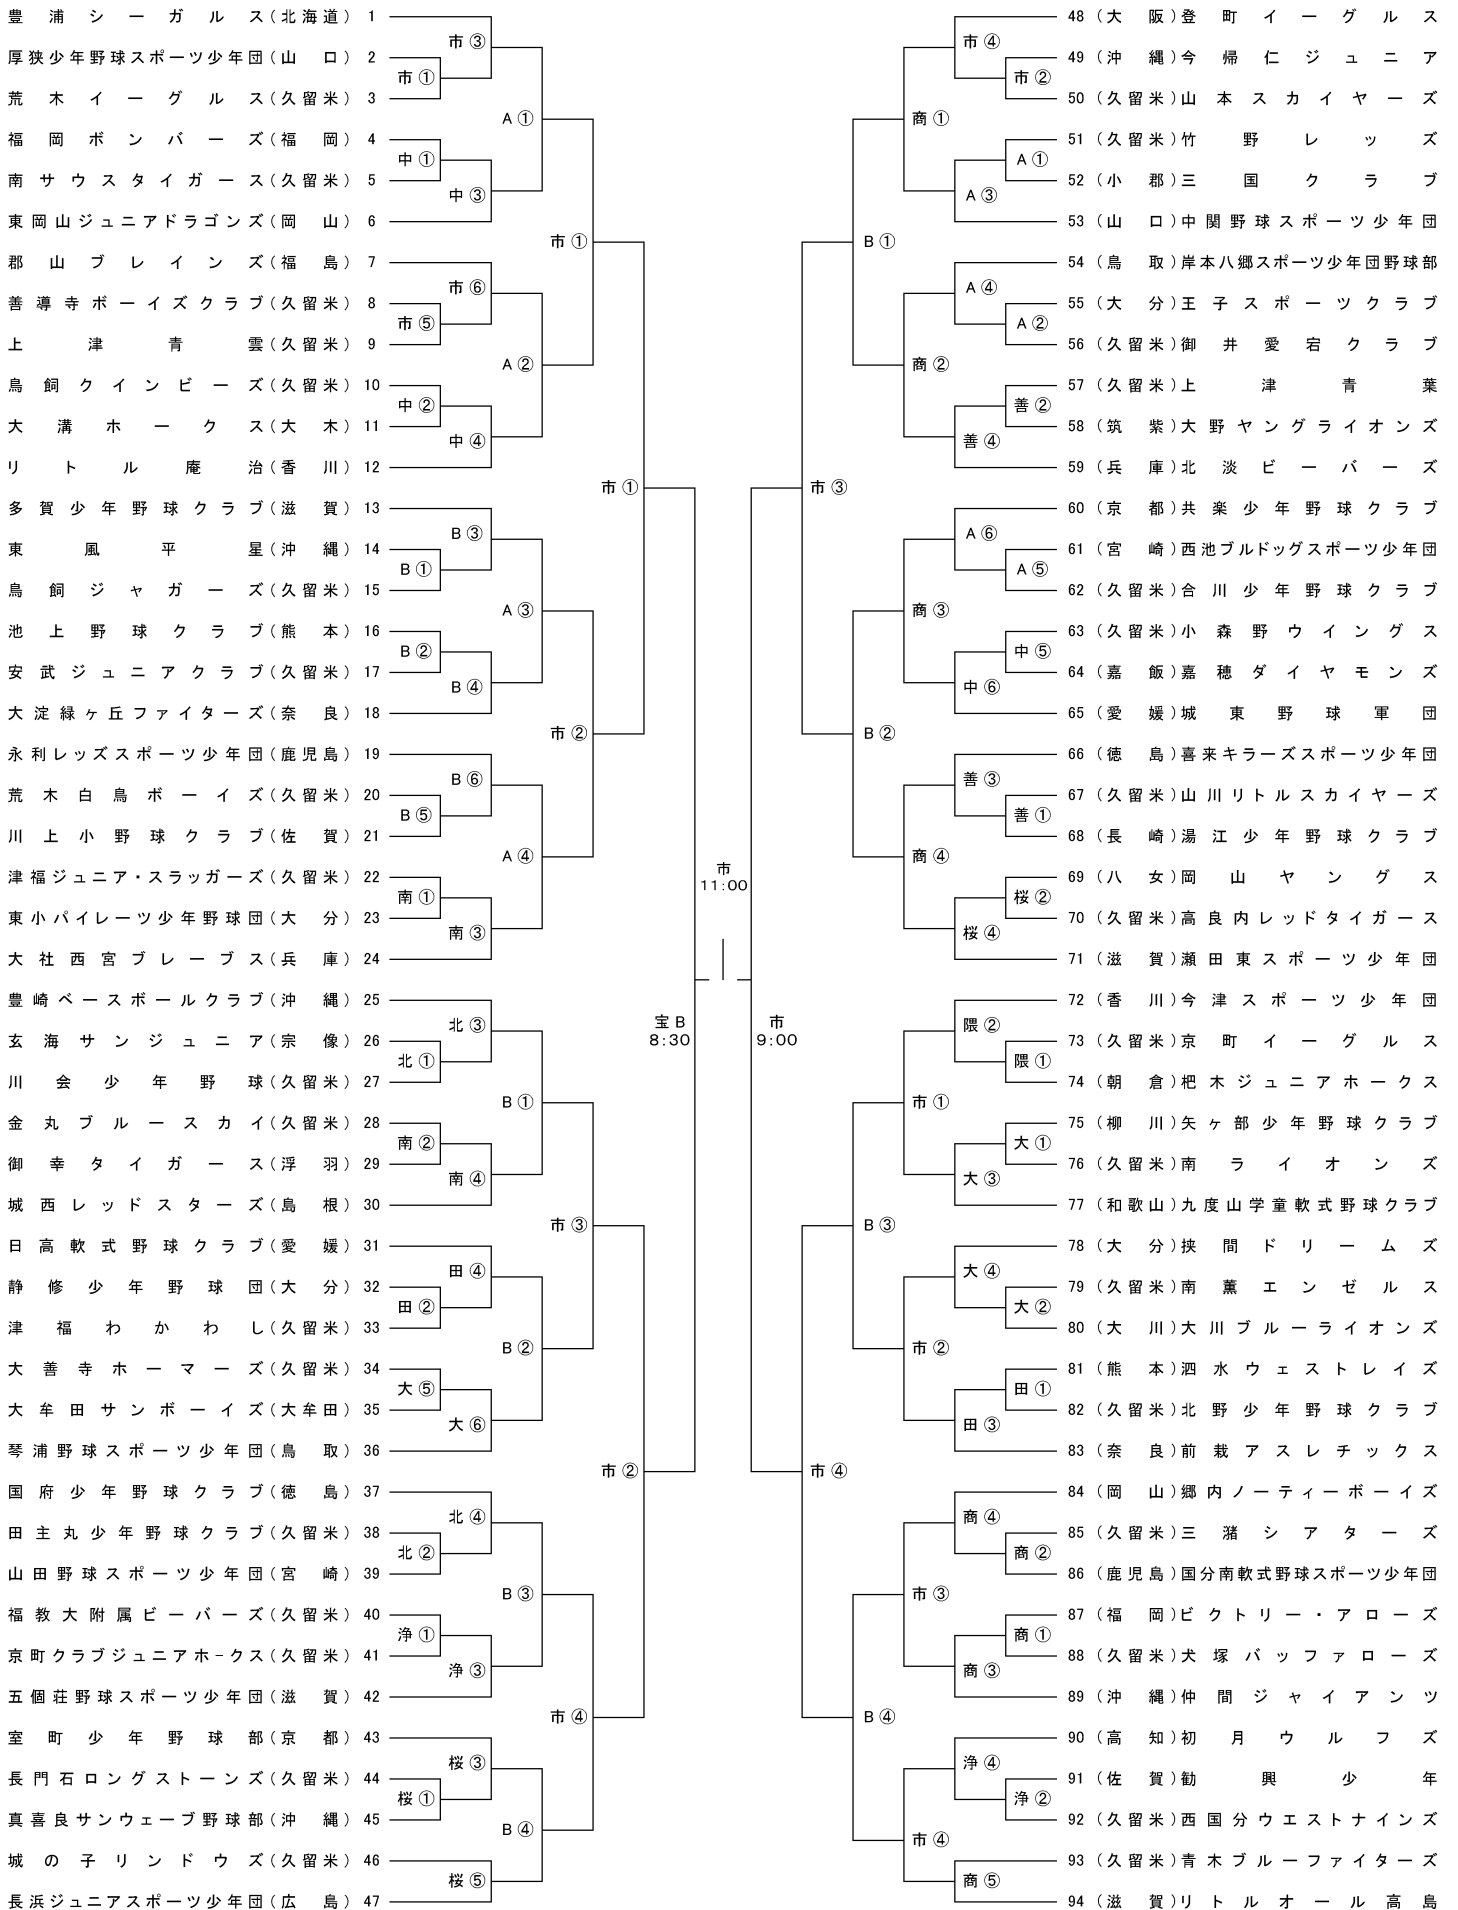 豊浦シーガルス(北海道) 1
厚狭少年野球スポーツ少年団(山口) 2
荒木イーグルス(久留米) 3
福岡ボンバーズ(福岡) 4
南サウスタイガース(久留米) 5
東岡山ジュニアドラゴンズ(岡山) 6
郡山ブレインズ(福島) 7
善導寺ボーイズクラブ(久留米) 8
上津青雲(久留米) 9
鳥飼クインビーズ(久留米) 10
大溝ホークス(大木) 11
リトル庵治(香川) 12
多賀少年野球クラブ(滋賀) 13
東風平星(沖縄) 14
鳥飼ジャガーズ(久留米) 15
池上野球クラブ(熊本) 16
安武ジュニアクラブ(久留米) 17
大淀緑ヶ丘ファイターズ(奈良) 18
永利レッズスポーツ少年団(鹿児島) 19
荒木白鳥ボーイズ(久留米) 20
川上小野球クラブ(佐賀) 21
津福ジュニア・スラッガーズ(久留米) 22
東小パイレーツ少年野球団(大分) 23
大社西宮ブレーブス(兵庫) 24
豊崎ベースボールクラブ(沖縄) 25
玄海サンジュニア(宗像) 26
川会少年野球(久留米) 27
金丸ブルースカイ(久留米) 28
御幸タイガース(浮羽) 29
城西レッドスターズ(島根) 30
日高軟式野球クラブ(愛媛) 31
静修少年野球団(大分) 32
津福わかわし(久留米) 33
大善寺ホーマーズ(久留米) 34
大牟田サンボーイズ(大牟田) 35
琴浦野球スポーツ少年団(鳥取) 36
国府少年野球クラブ(徳島) 37
田主丸少年野球クラブ(久留米) 38
山田野球スポーツ少年団(宮崎) 39
福教大附属ビーバーズ(久留米) 40
京町クラブジュニアホ-クス(久留米) 41
五個荘野球スポーツ少年団(滋賀) 42
室町少年野球部(京都) 43
長門石ロングストーンズ(久留米) 44
真喜良サンウェーブ野球部(沖縄) 45
城の子リンドウズ(久留米) 46
長浜ジュニアスポーツ少年団(広島) 47
市①
中①
市⑤
中②
B①
B②
B⑤
南①
北①
南②
田②
大⑤
北②
浄①
桜①
市③
中③
市⑥
中④
B③
B④
B⑥
南③
北③
南④
田④
大⑥
北④
浄③
桜③
桜⑤
A①
A②
A③
A④
B①
B②
B③
B④
市①
市②
市③
市④
市①
市②
宝B
8:30
市
11:00
市
9:00
市③
市④
B①
B②
B③
B④
商①
商②
商③
商④
市①
市②
市③
市④
市④
A③
A④
善④
A⑥
中⑥
善③
桜④
隈②
大③
大④
田③
商④
商③
浄④
商⑤
市②
A①
A②
善②
A⑤
中⑤
善①
桜②
隈①
大①
大②
田①
商②
商①
浄②
48 (大阪)登町イーグルス
49 (沖縄)今帰仁ジュニア
50 (久留米)山本スカイヤーズ
51 (久留米)竹野レッズ
52 (小郡)三国クラブ
53 (山口)中関野球スポーツ少年団
54 (鳥取)岸本八郷スポーツ少年団野球部
55 (大分)王子スポーツクラブ
56 (久留米)御井愛宕クラブ
57 (久留米)上津青葉
58 (筑紫)大野ヤングライオンズ
59 (兵庫)北淡ビーバーズ
60 (京都)共楽少年野球クラブ
61 (宮崎)西池ブルドッグスポーツ少年団
62 (久留米)合川少年野球クラブ
63 (久留米)小森野ウイングス
64 (嘉飯)嘉穂ダイヤモンズ
65 (愛媛)城東野球軍団
66 (徳島)喜来キラーズスポーツ少年団
67 (久留米)山川リトルスカイヤーズ
68 (長崎)湯江少年野球クラブ
69 (八女)岡山ヤングス
70 (久留米)高良内レッドタイガース
71 (滋賀)瀬田東スポーツ少年団
72 (香川)今津スポーツ少年団
73 (久留米)京町イーグルス
74 (朝倉)杷木ジュニアホークス
75 (柳川)矢ヶ部少年野球クラブ
76 (久留米)南ライオンズ
77 (和歌山)九度山学童軟式野球クラブ
78 (大分)挾間ドリームズ
79 (久留米)南薫エンゼルス
80 (大川)大川ブルーライオンズ
81 (熊本)泗水ウェストレイズ
82 (久留米)北野少年野球クラブ
83 (奈良)前栽アスレチックス
84 (岡山)郷内ノーティーボーイズ
85 (久留米)三潴シアターズ
86 (鹿児島)国分南軟式野球スポーツ少年団
87 (福岡)ビクトリー・アローズ
88 (久留米)犬塚バッファローズ
89 (沖縄)仲間ジャイアンツ
90 (高知)初月ウルフズ
91 (佐賀)勧興少年
92 (久留米)西国分ウエストナインズ
93 (久留米)青木ブルーファイターズ
94 (滋賀)リトルオール高島